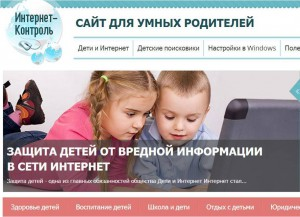 Интернет-
Контроль
САЙТ ДЛЯ УМНЫХ РОДИТЕЛЕЙ
Дети и Интернет Детские поисковики Настройки в Windows Поле
ЗАЩИТА ДЕТЕЙ ОТ ВРЕДНОЙ ИНФОРМАЦИИ
В СЕТИ ИНТЕРНЕТ
Защита детей - одна из главных обязанностей общества Дети и Интернет Интернет стал...
Здоровье детей Воспитание детей Школа и дети Отдых с детьми Юридиче